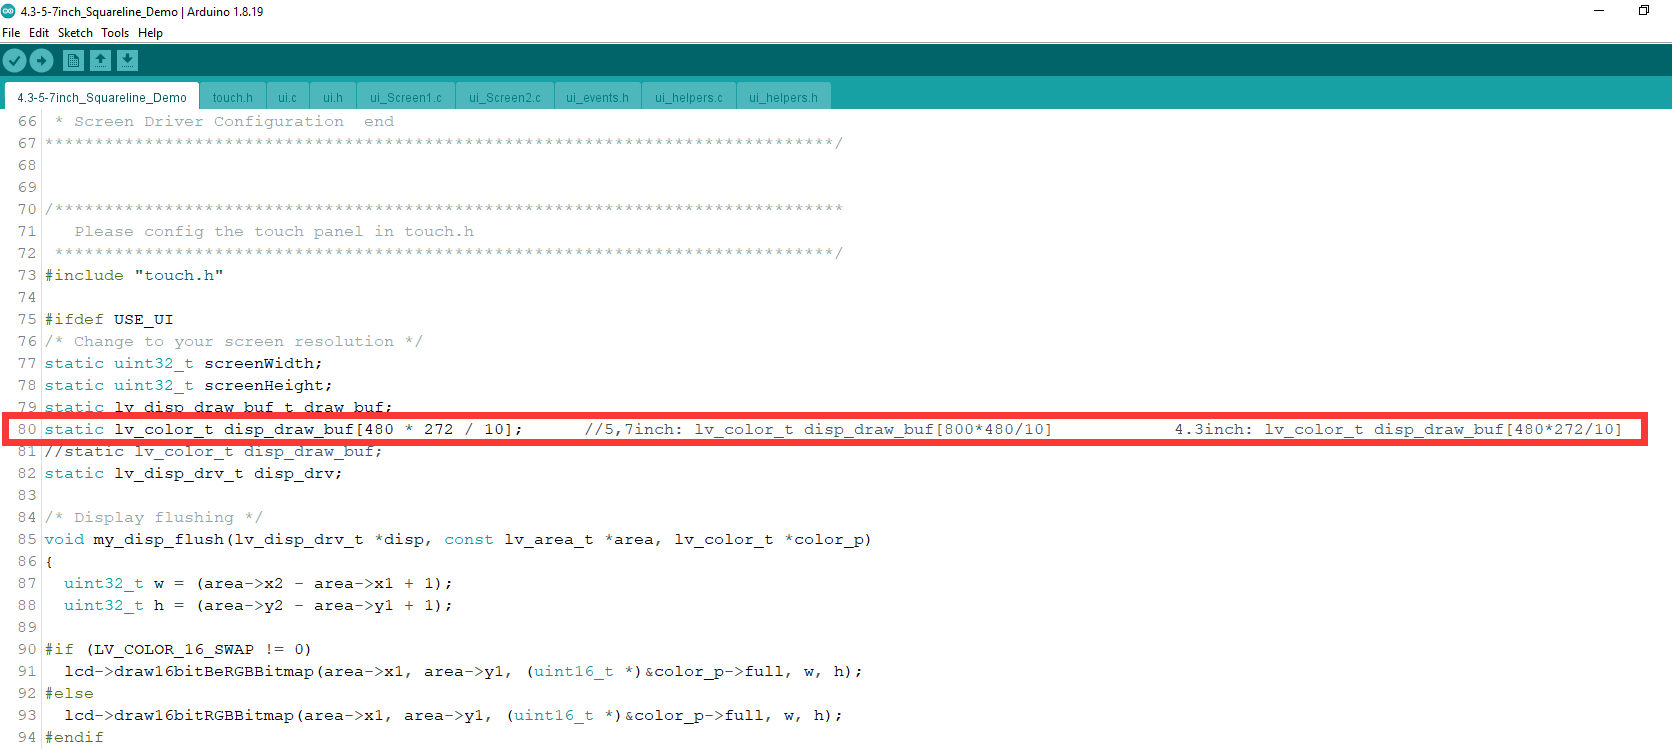 4.3-5-7inch_Squareline_Demo | Arduino 1.8.19
File Edit Sketch Tools Help
4.3-5-7inch_Squareline_Demo touch.h ui.c ui.h ui_Screen1.c ui_Screen2.c ui_events.h ui_helpers.c ui_helpers.h
66 * Screen Driver Configuration  end
67 *******************************************************************************/
68
69
70 /*******************************************************************************
71    Please config the touch panel in touch.h
72 ******************************************************************************/
73 #include "touch.h"
74
75 #ifdef USE_UI
76 /* Change to your screen resolution */
77 static uint32_t screenWidth;
78 static uint32_t screenHeight;
79 static lv_disp_draw_buf_t draw_buf;
80 static lv_color_t disp_draw_buf[480 * 272 / 10];      //5,7inch: lv_color_t disp_draw_buf[800*480/10]            4.3inch: lv_color_t disp_draw_buf[480*272/10]
81 //static lv_color_t disp_draw_buf;
82 static lv_disp_drv_t disp_drv;
83
84 /* Display flushing */
85 void my_disp_flush(lv_disp_drv_t *disp, const lv_area_t *area, lv_color_t *color_p)
86 {
87   uint32_t w = (area->x2 - area->x1 + 1);
88   uint32_t h = (area->y2 - area->y1 + 1);
89
90 #if (LV_COLOR_16_SWAP != 0)
91   lcd->draw16bitBeRGBBitmap(area->x1, area->y1, (uint16_t *)&color_p->full, w, h);
92 #else
93   lcd->draw16bitRGBBitmap(area->x1, area->y1, (uint16_t *)&color_p->full, w, h);
94 #endif